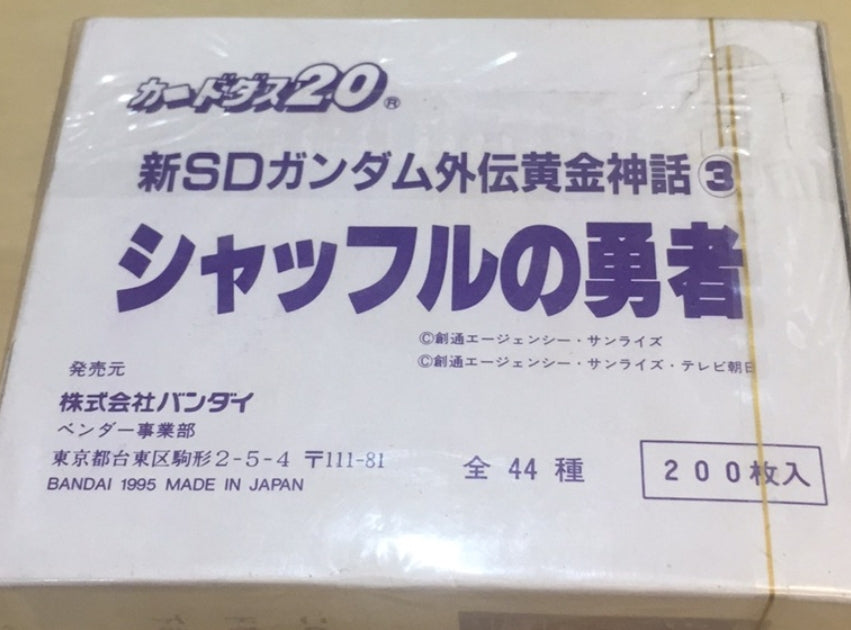 カードダス20®
新SDガンダム外伝黄金神話③
シャッフルの勇者
©創通エージェンシー・サンライズ
©創通エージェンシー・サンライズ・テレビ朝日
発売元
株式会社バンダイ
ベンダー事業部
東京都台東区駒形2-5-4 〒111-81
BANDAI 1995 MADE IN JAPAN
全 44 種
200枚入